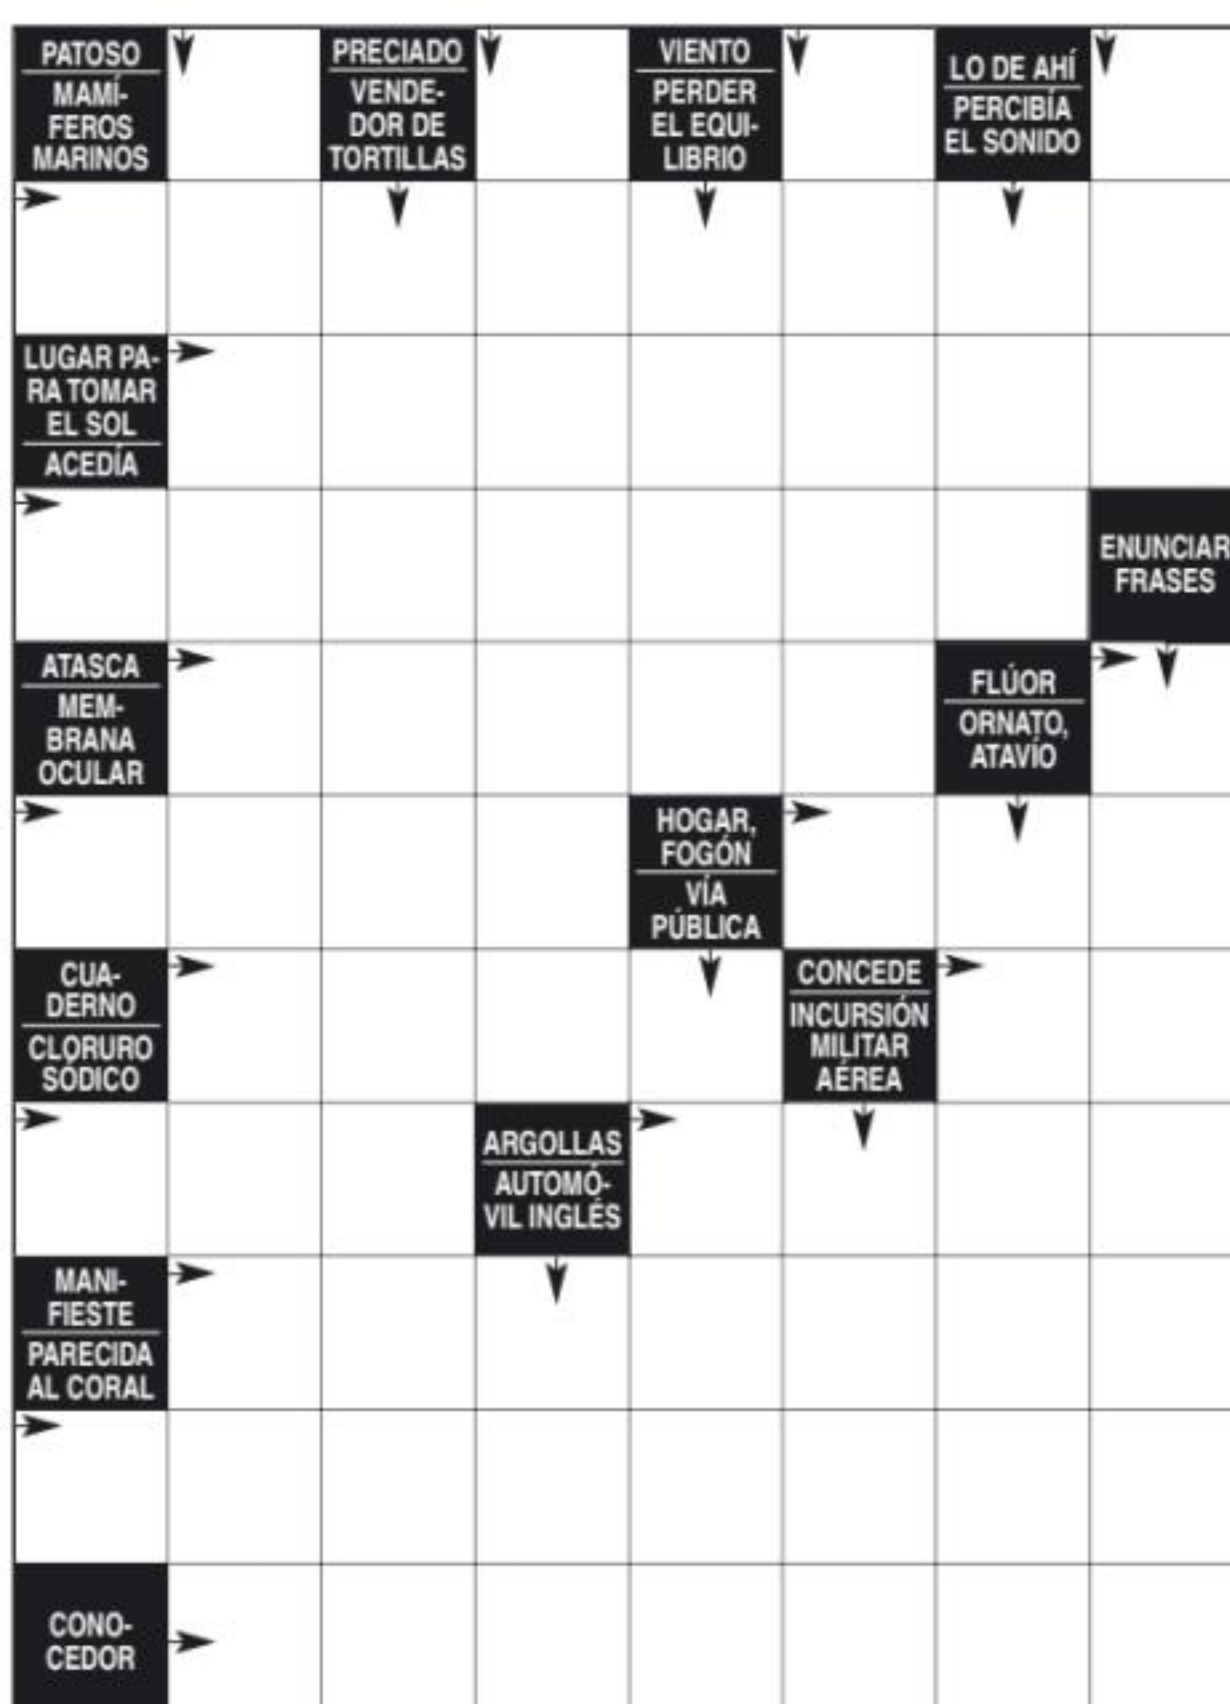 PATOSO
MAMÍ-
FEROS
MARINOS
PRECIADO
VENDE-
DOR DE
TORTILLAS
VIENTO
PERDER
EL EQUI-
LIBRIO
LO DE AHÍ
PERCIBÍA
EL SONIDO
LUGAR PA-
RA TOMAR
EL SOL
ACEDÍA
ENUNCIAR
FRASES
ATASCA
MEM-
BRANA
OCULAR
FLÚOR
ORNATO,
ATAVÍO
HOGAR,
FOGÓN
VÍA
PÚBLICA
CUA-
DERNO
CLORURO
SÓDICO
CONCEDE
INCURSIÓN
MILITAR
AÉREA
ARGOLLAS
AUTOMÓ-
VIL INGLÉS
MANI-
FIESTE
PARECIDA
AL CORAL
CONO-
CEDOR